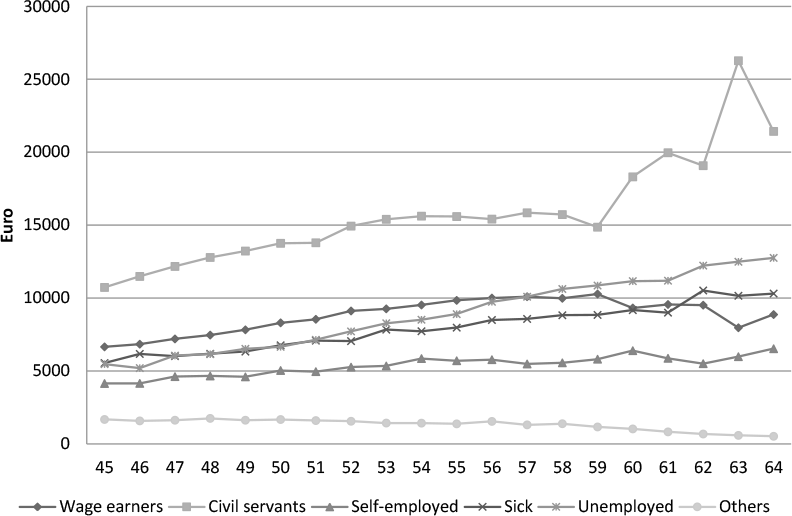 30000
25000
20000
15000
10000
5000
0
Euro
45 46 47 48 49 50 51 52 53 54 55 56 57 58 59 60 61 62 63 64
Wage earners Civil servants Self-employed Sick Unemployed Others